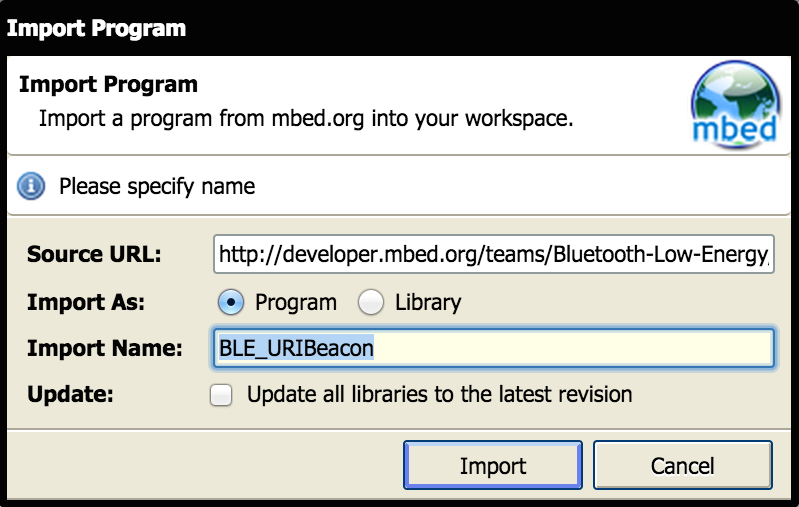 Import Program
Import Program
Import a program from mbed.org into your workspace.
mbed
Please specify name
Source URL: http://developer.mbed.org/teams/Bluetooth-Low-Energy,
Import As: Program Library
Import Name: BLE_URIBeacon
Update: Update all libraries to the latest revision
Import Cancel